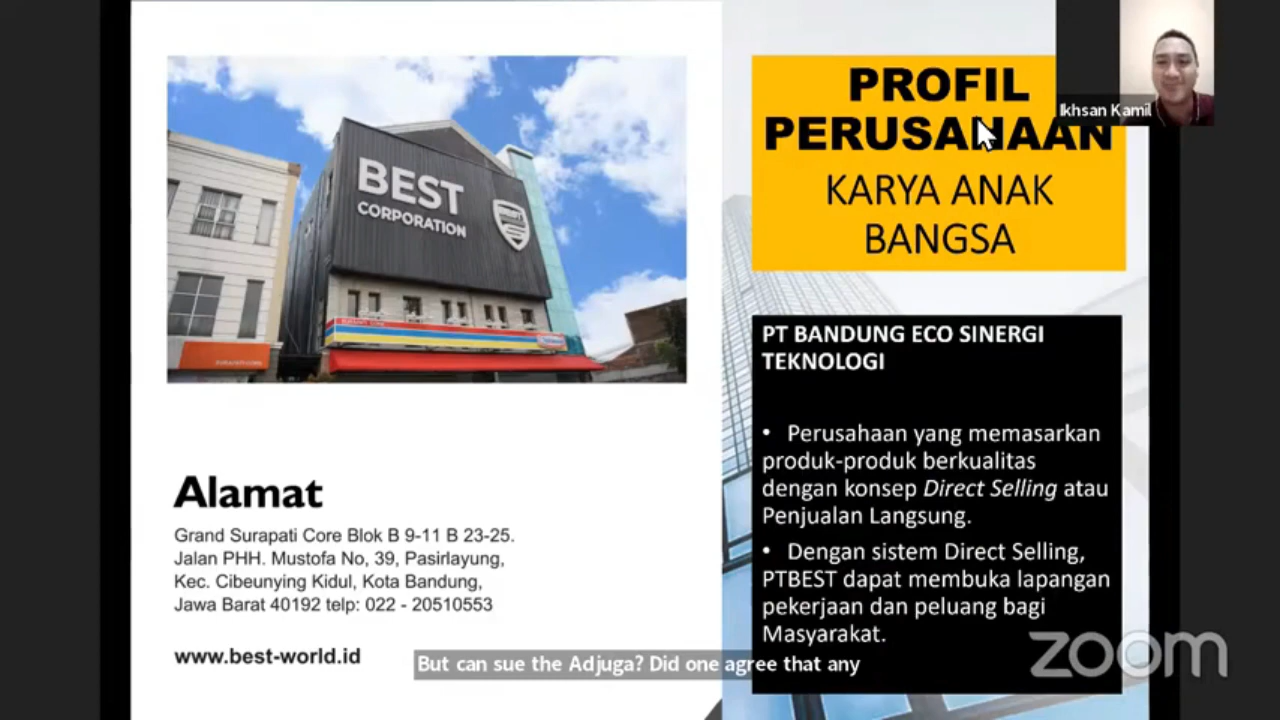 BEST
CORPORATION
Alamat
Grand Surapati Core Blok B 9-11 B 23-25.
Jalan PHH. Mustofa No, 39, Pasirlayung,
Kec. Cibeunying Kidul, Kota Bandung,
Jawa Barat 40192 telp: 022 - 20510553
www.best-world.id
PROFIL
PERUSAHAAN
KARYA ANAK
BANGSA
Ikhsan Kamil
PT BANDUNG ECO SINERGI
TEKNOLOGI
• Perusahaan yang memasarkan
produk-produk berkualitas
dengan konsep Direct Selling atau
Penjualan Langsung.
• Dengan sistem Direct Selling,
PTBEST dapat membuka lapangan
pekerjaan dan peluang bagi
Masyarakat.
But can sue the Adjuga? Did one agree that any
zoom